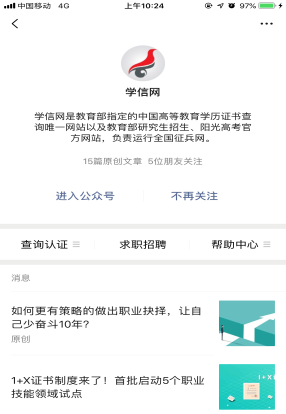 中国移动 4G 上午10:24 97%
学信网
学信网是教育部指定的中国高等教育学历证书查
询唯一网站以及教育部研究生招生、阳光高考官
方网站，负责运行全国征兵网。
15篇原创文章 5位朋友关注
进入公众号 不再关注
查询认证 求职招聘 帮助中心
消息
如何更有策略的做出职业抉择，让自
己少奋斗10年？
原创
1+X证书制度来了！首批启动5个职业
技能领域试点
1+X